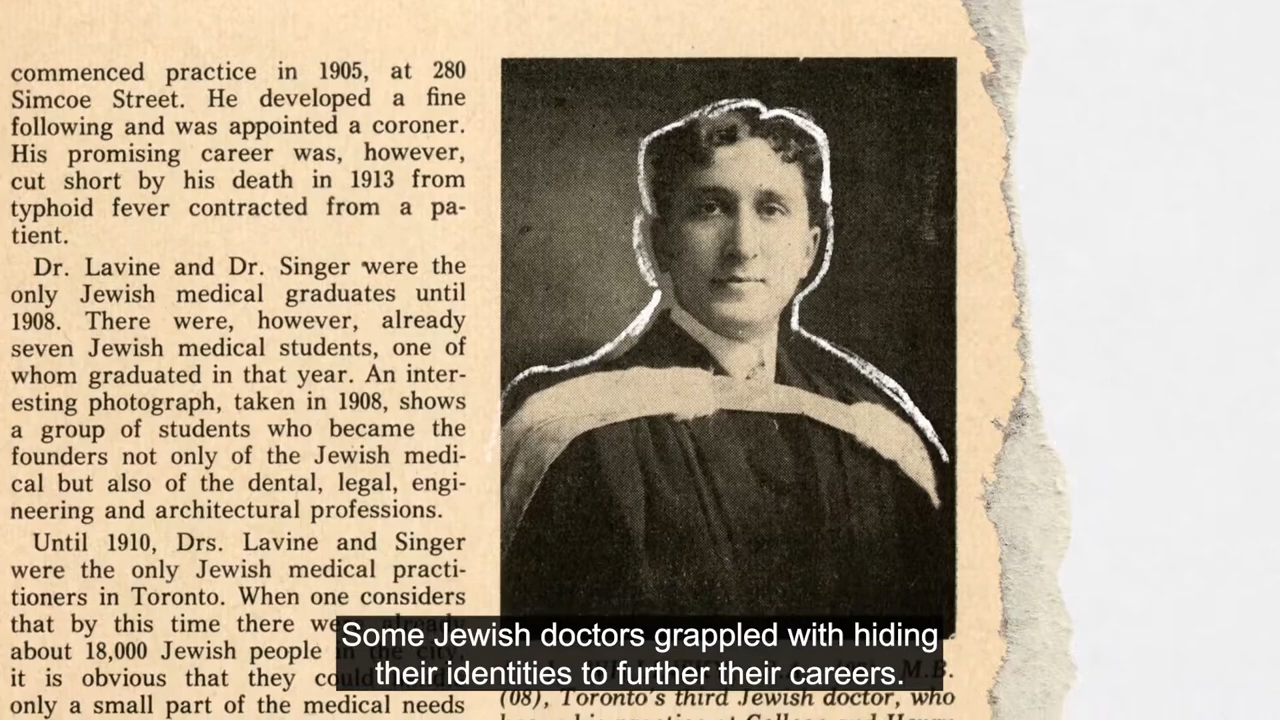 commenced practice in 1905, at 280
Simcoe Street. He developed a fine
following and was appointed a coroner.
His promising career was, however,
cut short by his death in 1913 from
typhoid fever contracted from a pa-
tient.
Dr. Lavine and Dr. Singer were the
only Jewish medical graduates until
1908. There were, however, already
seven Jewish medical students, one of
whom graduated in that year. An inter-
esting photograph, taken in 1908, shows
a group of students who became the
founders not only of the Jewish medi-
cal but also of the dental, legal, engi-
neering and architectural professions.
Until 1910, Drs. Lavine and Singer
were the only Jewish medical practi-
tioners in Toronto. When one considers
that by this time there were already
about 18,000 Jewish people in the city,
it is obvious that they could
only a small part of the medical needs
M.B.
(08), Toronto's third Jewish doctor, who
Some Jewish doctors grappled with hiding
their identities to further their careers.